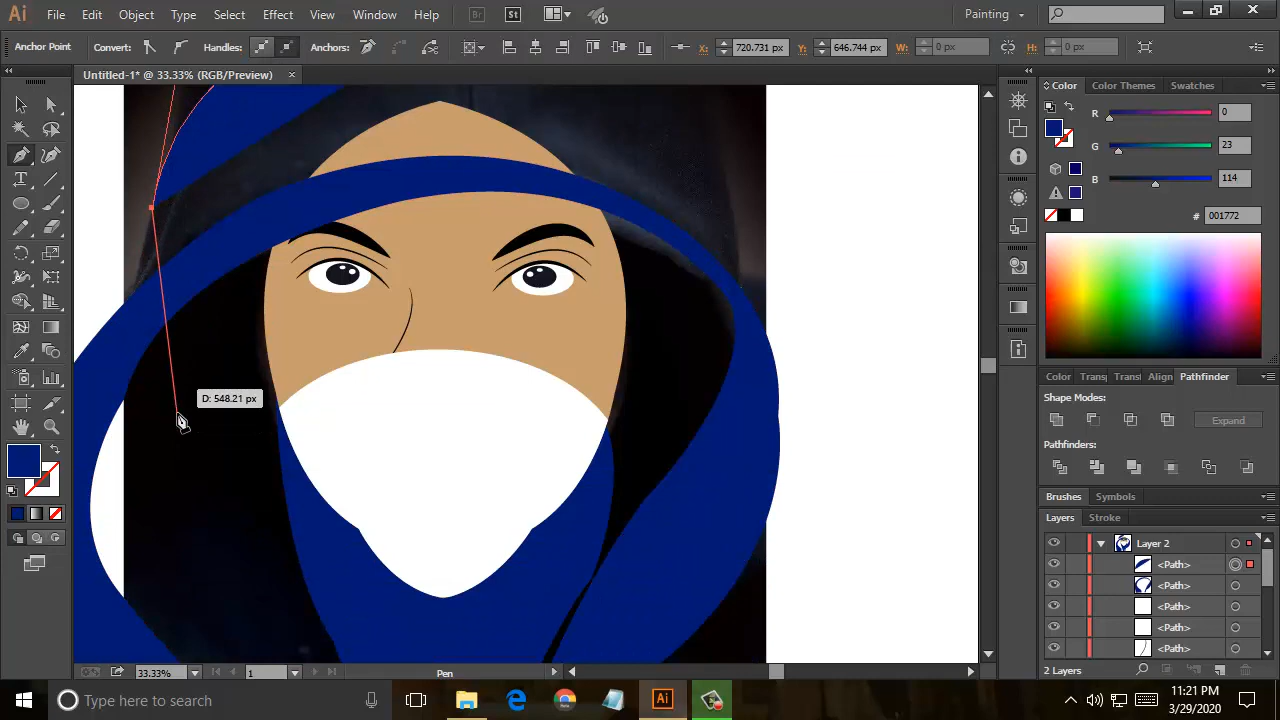 Ai File Edit Object Type Select Effect View Window Help Br St Painting
Anchor Point Convert: Handles: Anchors: X: 720.731 px Y: 646.744 px W: 0 px H: 0 px
Untitled-1* @ 33.33% (RGB/Preview)
D: 548.21 px
Color Color Themes Swatches
R 0
G 23
B 114
# 001772
Color Transp Transf Align Pathfinder
Shape Modes:
Expand
Pathfinders:
Brushes Symbols
Layers Stroke
Layer 2
<Path>
<Path>
<Path>
<Path>
<Path>
2 Layers
33.33% 1 Pen
Type here to search
Ai
11:21 PM
3/29/2020